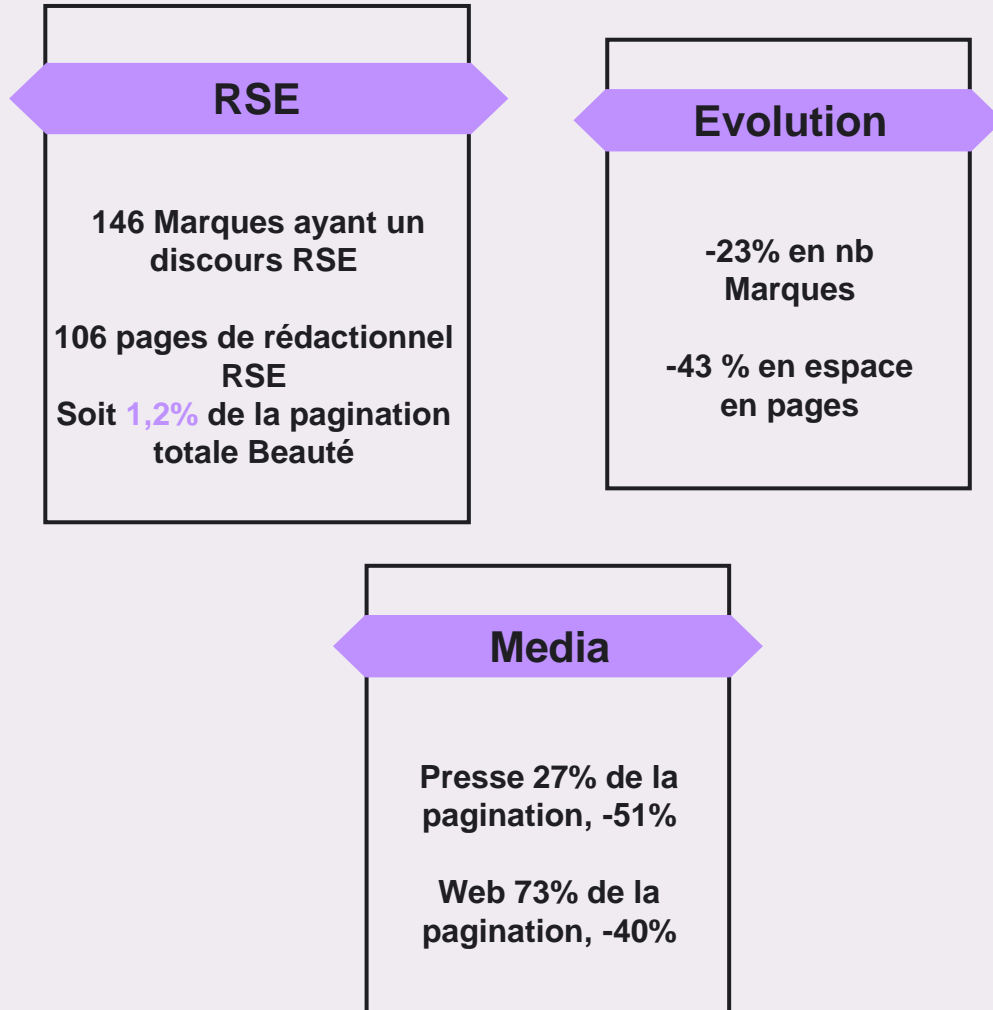 RSE
146 Marques ayant un
discours RSE
106 pages de rédactionnel
RSE
Soit 1,2% de la pagination
totale Beauté
Evolution
-23% en nb
Marques
-43 % en espace
en pages
Media
Presse 27% de la
pagination, -51%
Web 73% de la
pagination, -40%